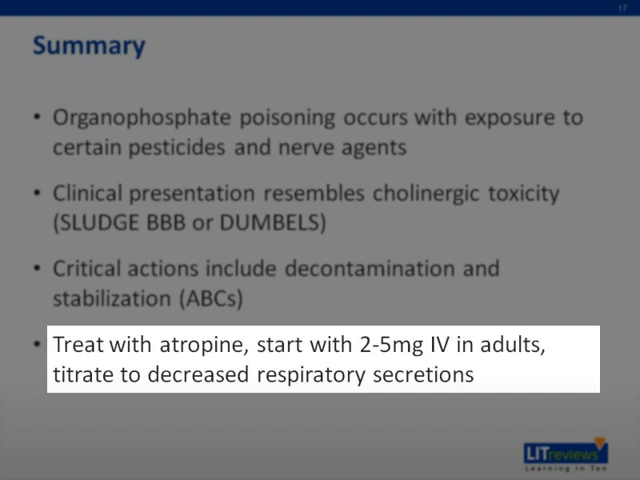 17
Summary
• Organophosphate poisoning occurs with exposure to
certain pesticides and nerve agents
• Clinical presentation resembles cholinergic toxicity
(SLUDGE BBB or DUMBELS)
• Critical actions include decontamination and
stabilization (ABCs)
• Treat with atropine, start with 2-5mg IV in adults,
titrate to decreased respiratory secretions
LITreviews
Learning In Ten